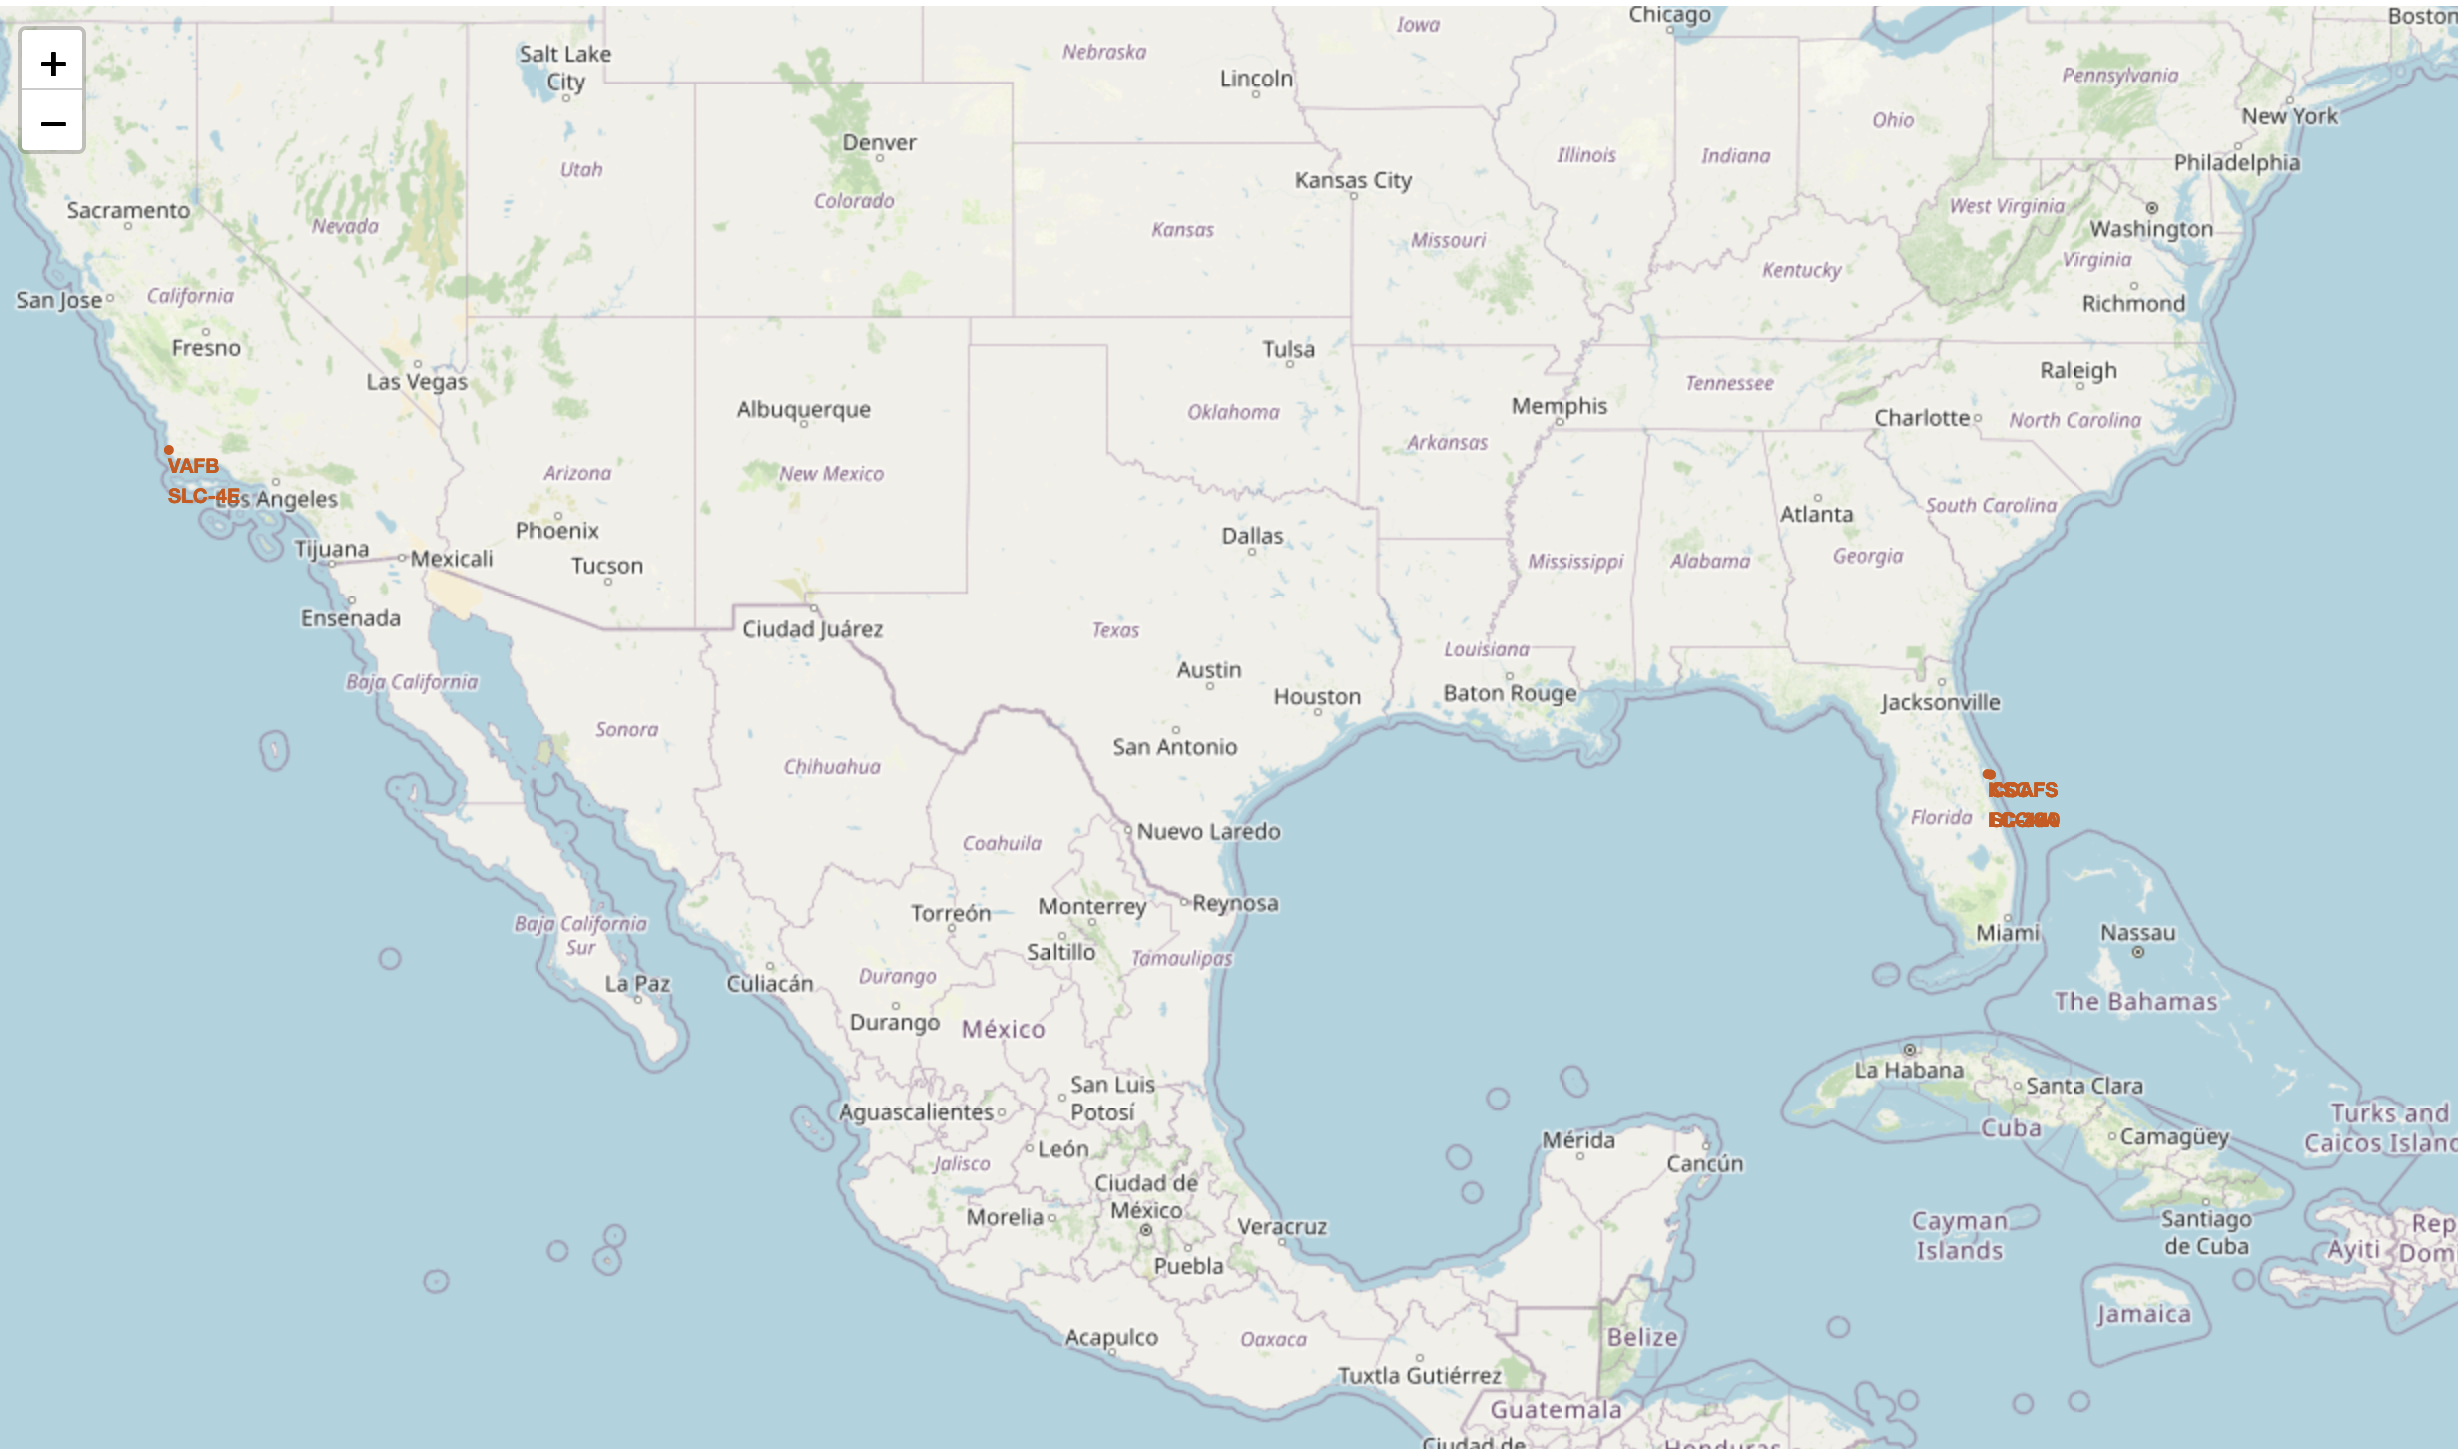 +
−
Chicago
Iowa
Boston
Salt Lake
City
Nebraska
Lincoln
Pennsylvania
New York
Denver
Ohio
Utah
Illinois
Indiana
Philadelphia
Kansas City
Colorado
Sacramento
Nevada
Kansas
Missouri
West Virginia
Washington
Virginia
Kentucky
San Jose
California
Richmond
Fresno
Las Vegas
Tulsa
Tennessee
Raleigh
Albuquerque
Oklahoma
Memphis
Charlotte
North Carolina
Arkansas
VAFB
SLC-4E
Los Angeles
Arizona
New Mexico
South Carolina
Atlanta
Phoenix
Dallas
Tijuana
Mexicali
Tucson
Mississippi
Alabama
Georgia
Ensenada
Ciudad Juárez
Texas
Louisiana
Baja California
Austin
Houston
Baton Rouge
Jacksonville
Sonora
San Antonio
Chihuahua
Florida
Coahuila
Nuevo Laredo
Torreón
Monterrey
Reynosa
Baja California
Sur
Saltillo
Tamaulipas
Miami
Nassau
La Paz
Culiacán
Durango
Durango
México
The Bahamas
La Habana
Santa Clara
San Luis
Potosí
Aguascalientes
Cuba
Turks and
Caicos Island
Camagüey
León
Jalisco
Mérida
Cancún
Ciudad de
México
Morelia
Veracruz
Cayman
Islands
Santiago
de Cuba
Rep
Dom
Ayiti
Puebla
Jamaica
Acapulco
Oaxaca
Belize
Tuxtla Gutiérrez
Guatemala
Ciudad de
Honduras